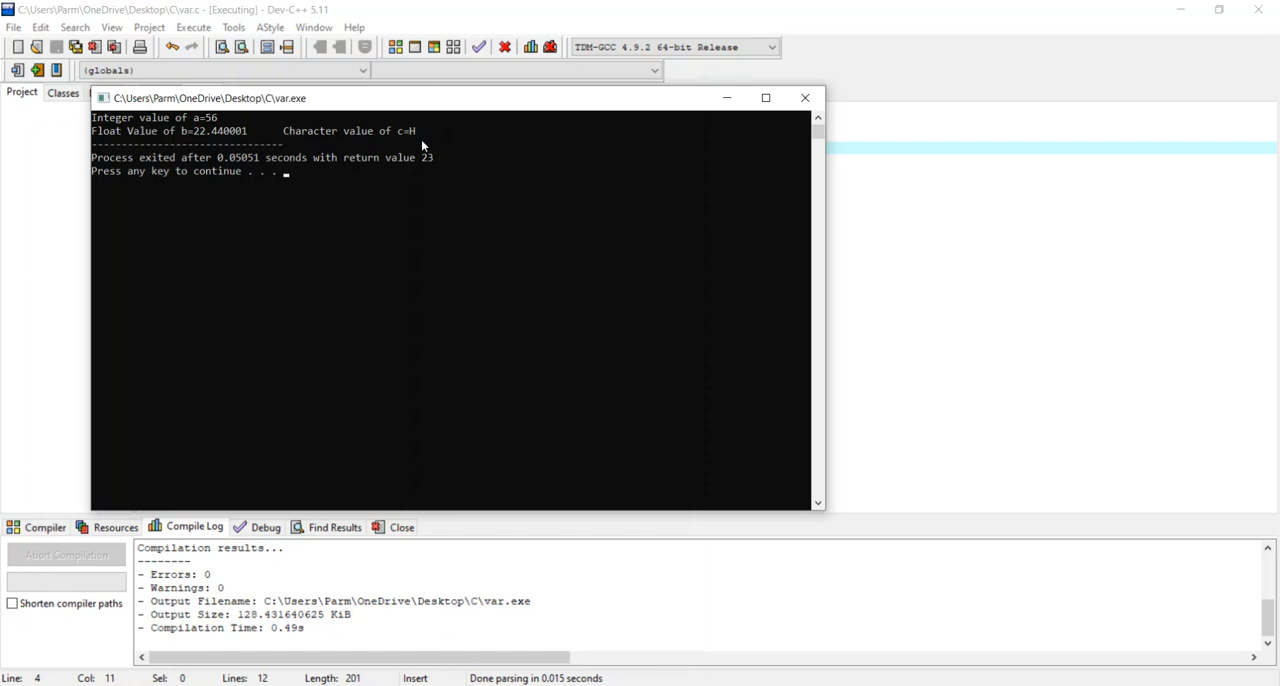 C:\Users\Parm\OneDrive\Desktop\C\var.c - [Executing] - Dev-C++ 5.11
File Edit Search View Project Execute Tools AStyle Window Help
TDM-GCC 4.9.2 64-bit Release
(globals)
Project Classes
C:\Users\Parm\OneDrive\Desktop\C\var.exe
Integer value of a=56
Float Value of b=22.440001 Character value of c=H
--------------------------------
Process exited after 0.05051 seconds with return value 23
Press any key to continue . . .
Compiler Resources Compile Log Debug Find Results Close
Abort Compilation
Shorten compiler paths
Compilation results...
--------
- Errors: 0
- Warnings: 0
- Output Filename: C:\Users\Parm\OneDrive\Desktop\C\var.exe
- Output Size: 128.431640625 KiB
- Compilation Time: 0.49s
Line: 4 Col: 11 Sel: 0 Lines: 12 Length: 201 Insert Done parsing in 0.015 seconds